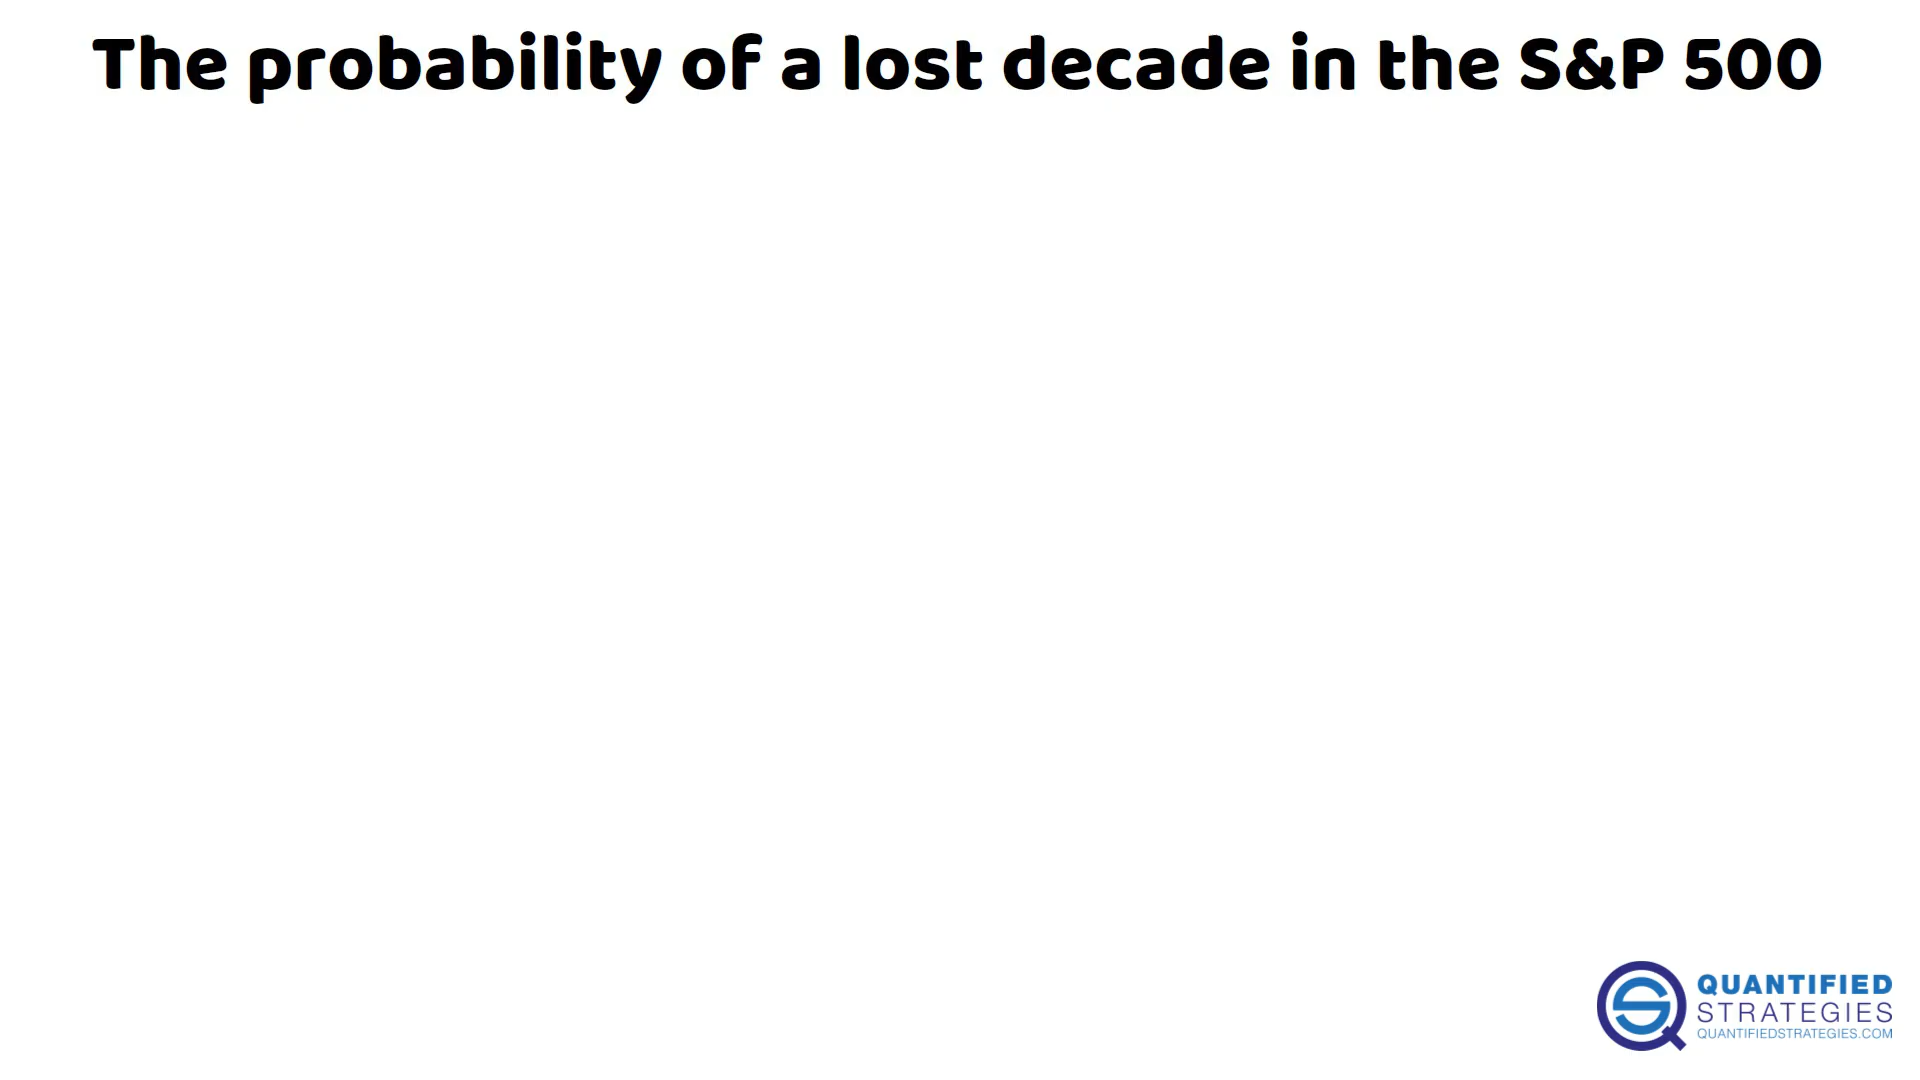 The probability of a lost decade in the S&P 500
QUANTIFIED
STRATEGIES
QUANTIFIEDSTRATEGIES.COM